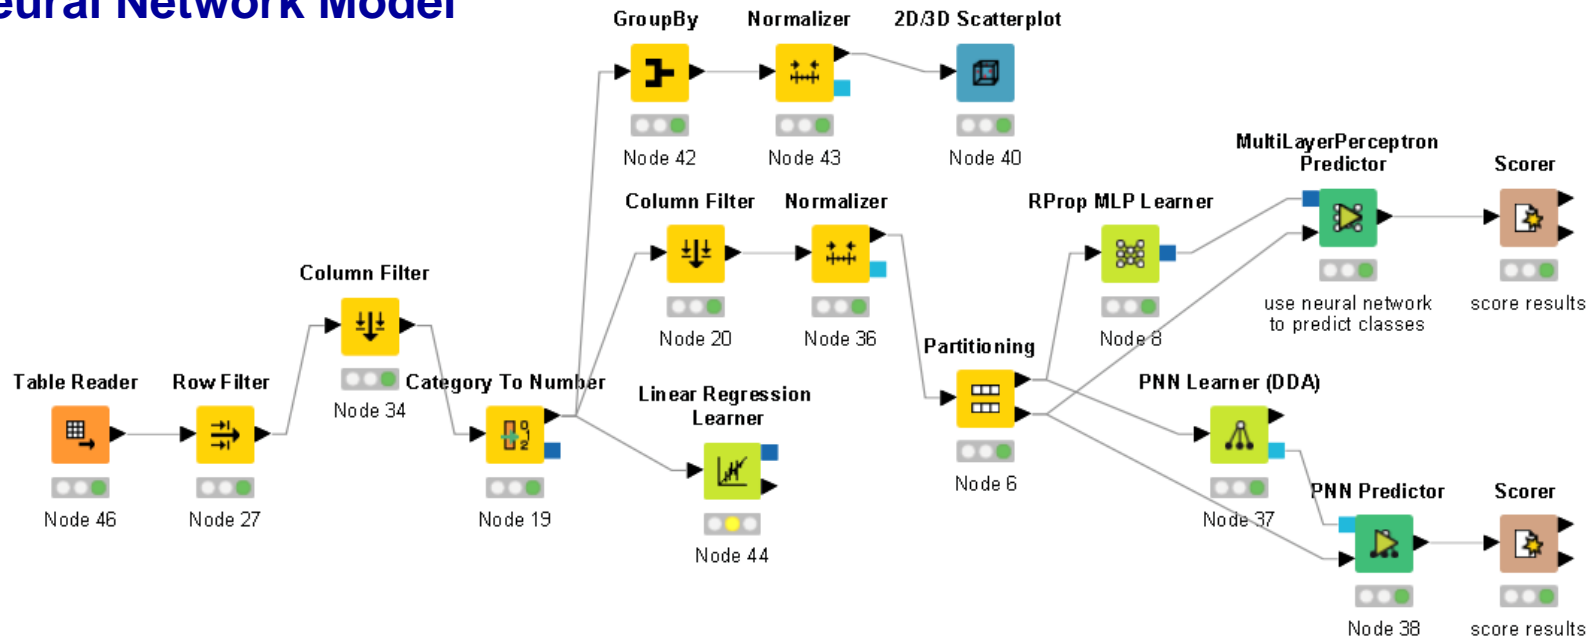 eural Network Model
GroupBy
Normalizer
2D/3D Scatterplot
Node 42
Node 43
Node 40
MultiLayerPerceptron
Predictor
Scorer
Column Filter
Normalizer
RProp MLP Learner
Column Filter
Node 20
Node 36
Node 8
use neural network
to predict classes
score results
Partitioning
Table Reader
Row Filter
Node 34
Category To Number
Linear Regression
Learner
PNN Learner (DDA)
Node 46
Node 27
Node 19
Node 44
Node 6
Node 37
PNN Predictor
Scorer
Node 38
score results